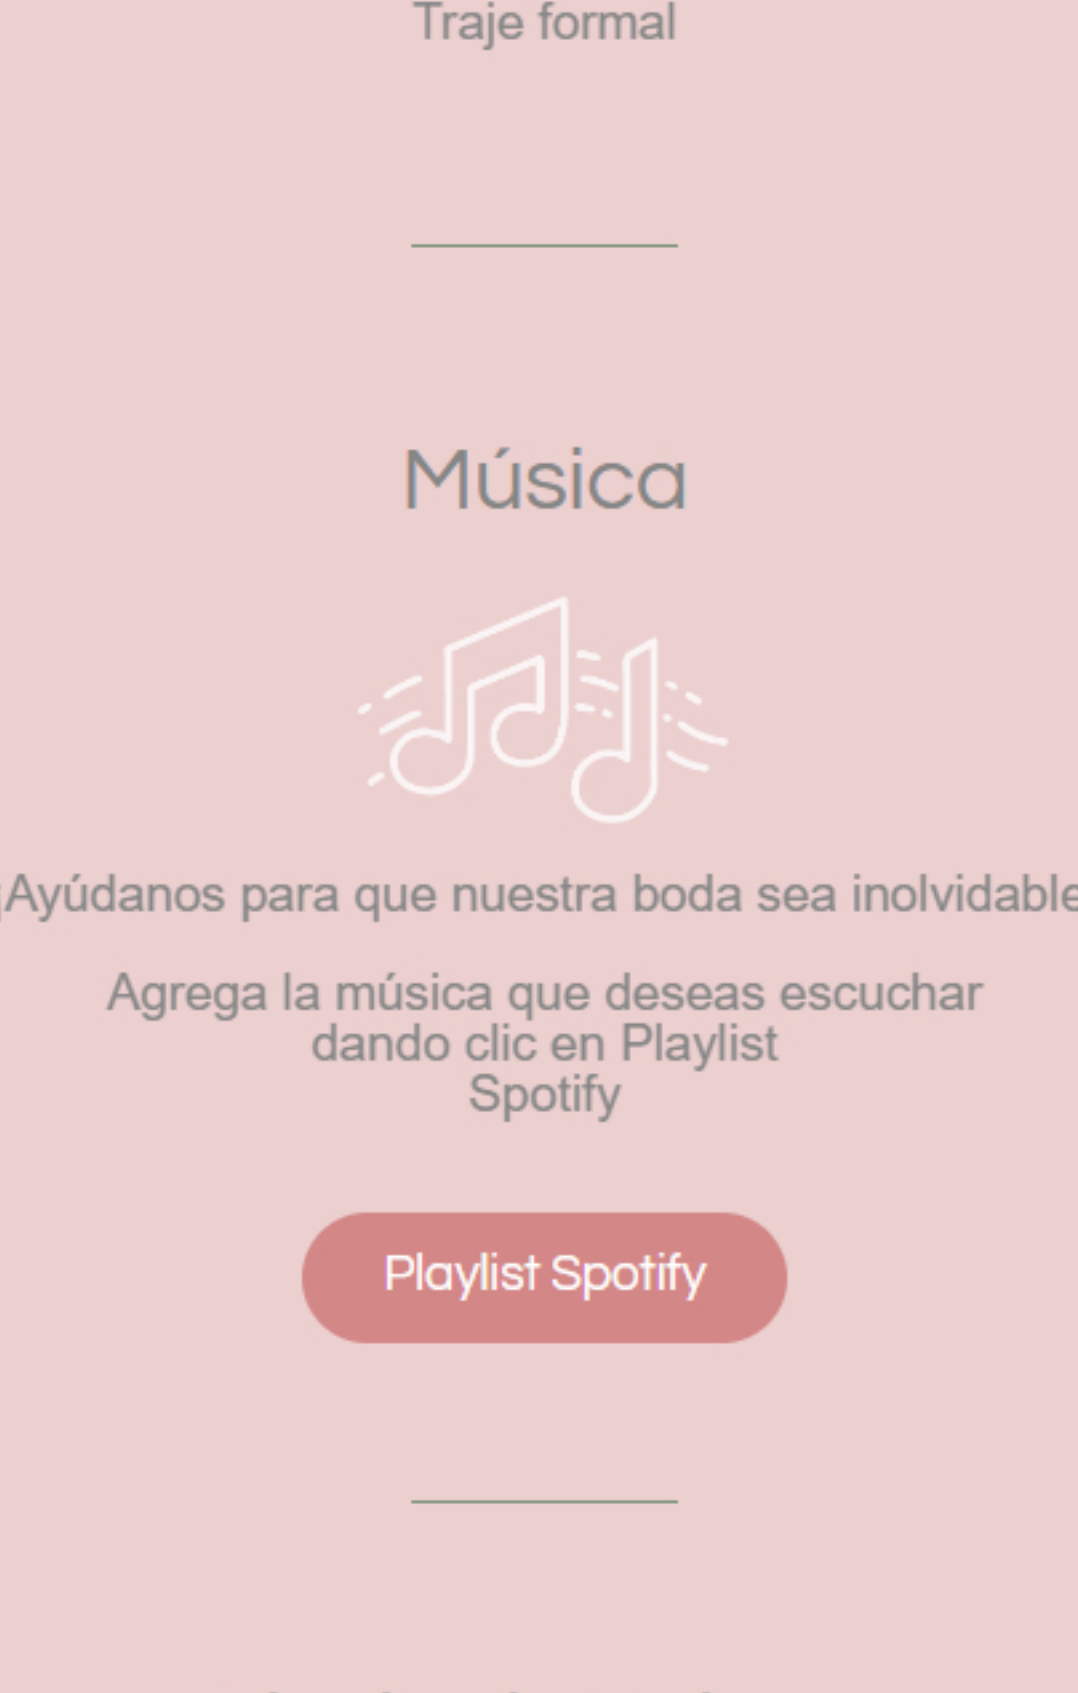 Traje formal
Música
¡Ayúdanos para que nuestra boda sea inolvidable
Agrega la música que deseas escuchar
dando clic en Playlist
Spotify
Playlist Spotify